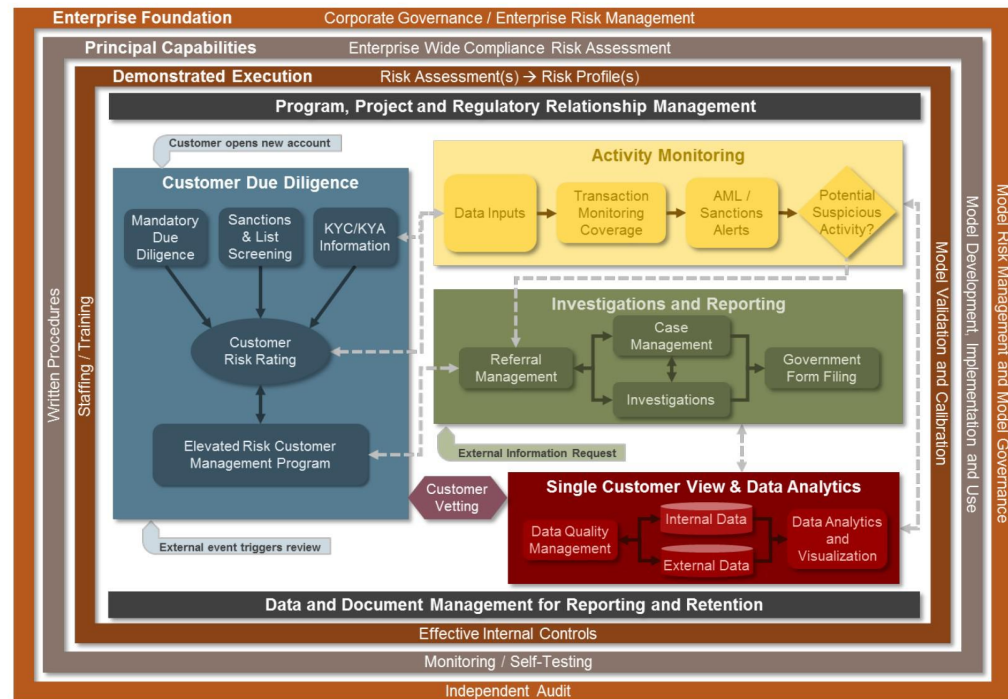 Enterprise Foundation
Corporate Governance / Enterprise Risk Management
Principal Capabilities
Enterprise Wide Compliance Risk Assessment
Demonstrated Execution
Risk Assessment(s) → Risk Profile(s)
Program, Project and Regulatory Relationship Management
Customer opens new account
Customer Due Diligence
Mandatory
Due
Diligence
Sanctions
& List
Screening
KYC/KYA
Information
Customer
Risk Rating
Elevated Risk Customer
Management Program
External event triggers review
Activity Monitoring
Data Inputs
Transaction
Monitoring
Coverage
AML /
Sanctions
Alerts
Potential
Suspicious
Activity?
Investigations and Reporting
Referral
Management
Case
Management
Investigations
Government
Form Filing
External Information Request
Customer
Vetting
Single Customer View & Data Analytics
Data Quality
Management
Internal Data
External Data
Data Analytics
and
Visualization
Data and Document Management for Reporting and Retention
Effective Internal Controls
Monitoring / Self-Testing
Independent Audit
Written Procedures
Staffing / Training
Model Validation and Calibration
Model Development, Implementation and Use
Model Risk Management and Model Governance